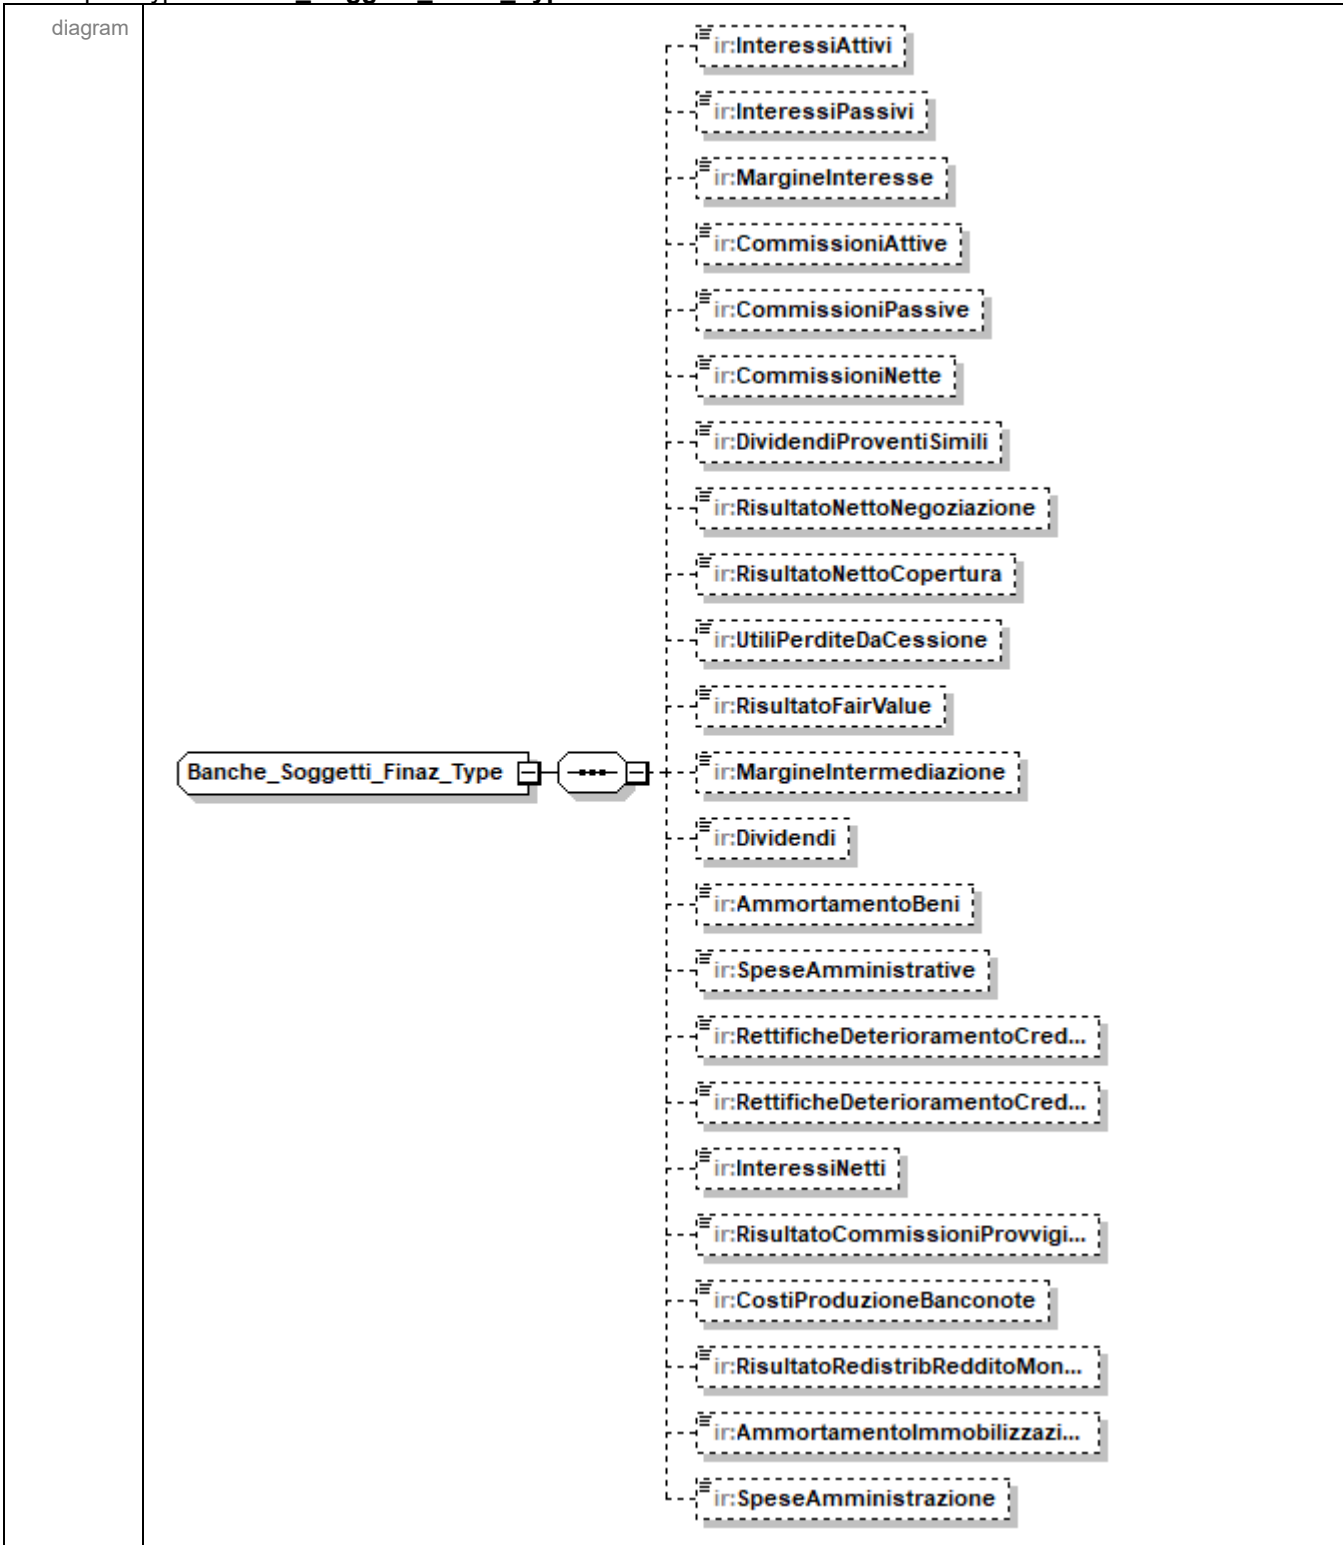 diagram
ir:InteressiAttivi
ir:InteressiPassivi
ir:MargineInteresse
ir:CommissioniAttive
ir:CommissioniPassive
ir:CommissioniNette
ir:DividendiProventiSimili
ir:RisultatoNettoNegoziazione
ir:RisultatoNettoCopertura
ir:UtiliPerditeDaCessione
ir:RisultatoFairValue
Banche_Soggetti_Finaz_Type
ir:MargineIntermediazione
ir:Dividendi
ir:AmmortamentoBeni
ir:SpeseAmministrative
ir:RettificheDeterioramentoCred...
ir:RettificheDeterioramentoCred...
ir:InteressiNetti
ir:RisultatoCommissioniProvvigi...
ir:CostiProduzioneBanconote
ir:RisultatoRedistribRedditoMon...
ir:AmmortamentoImmobilizzazi...
ir:SpeseAmministrazione